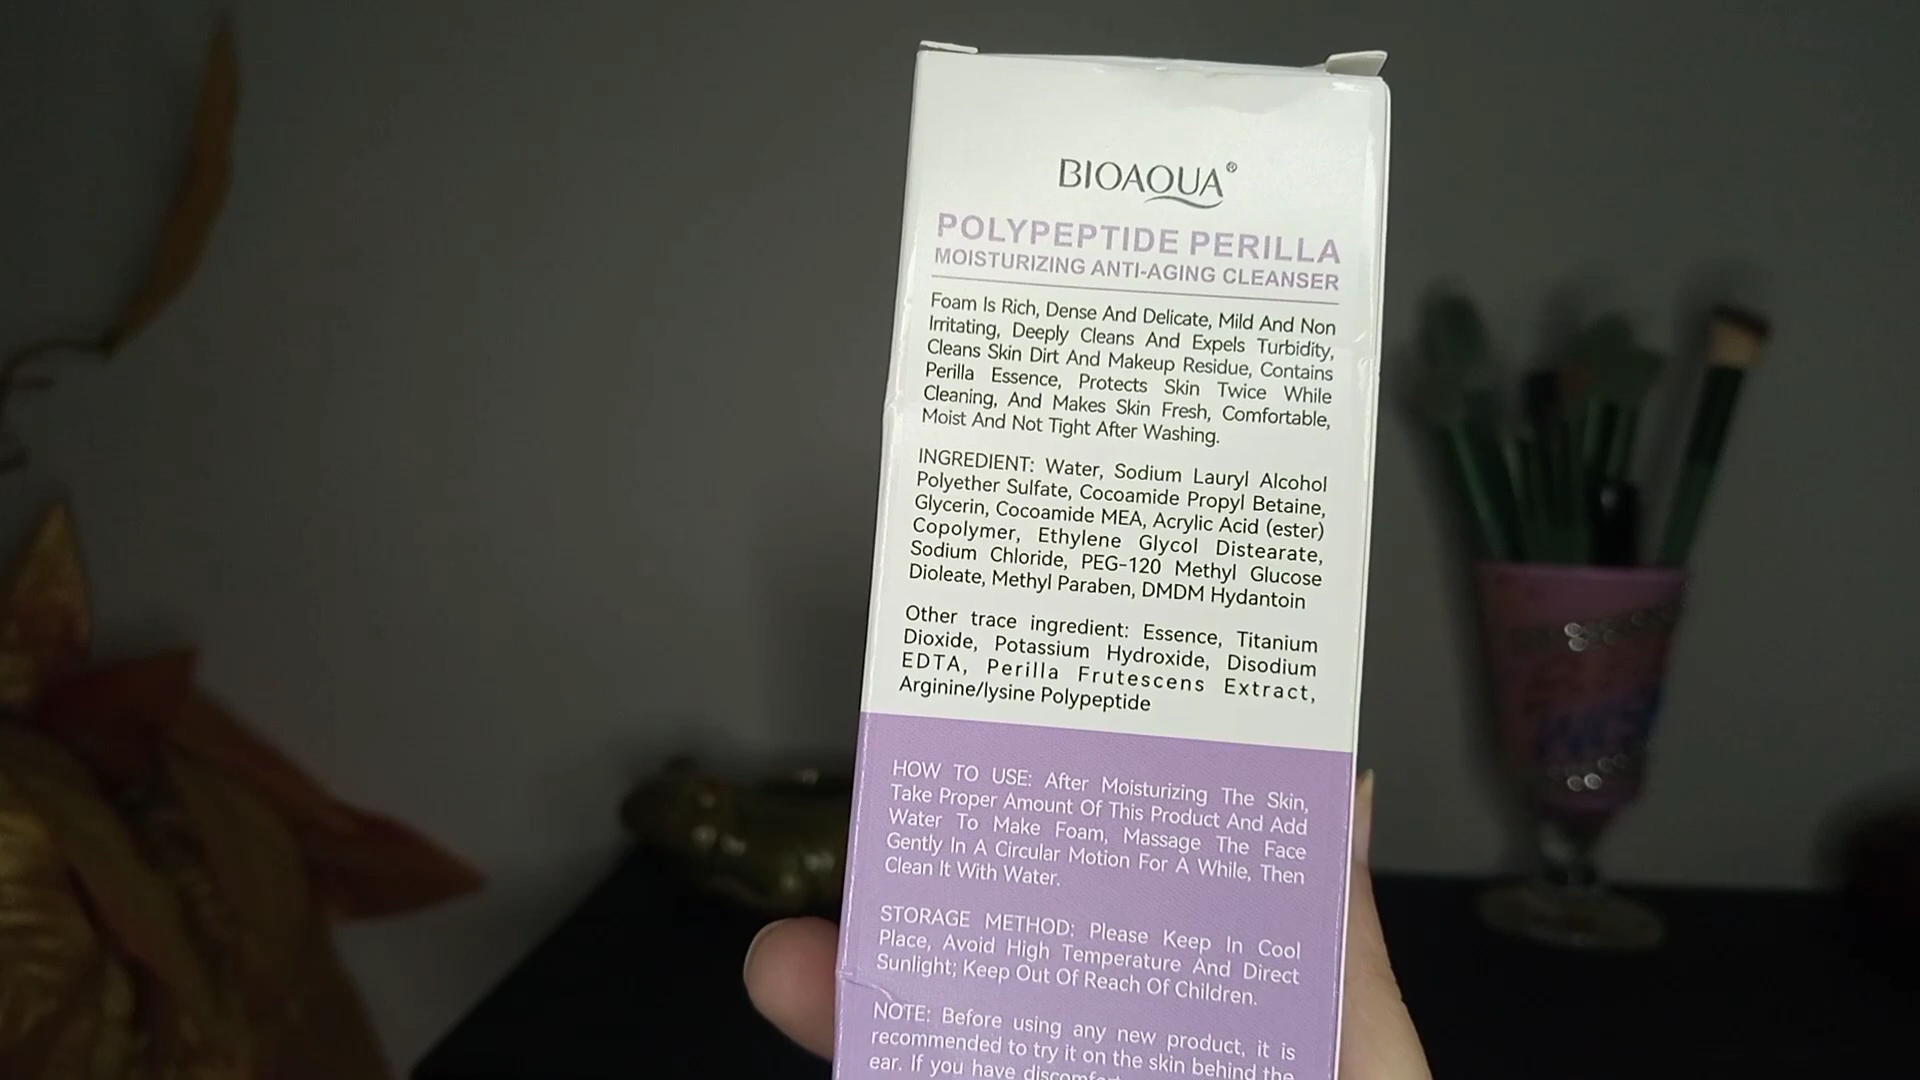 BIOAQUA®
POLYPEPTIDE PERILLA
MOISTURIZING ANTI-AGING CLEANSER
Foam Is Rich, Dense And Delicate, Mild And Non
Irritating, Deeply Cleans And Expels Turbidity,
Cleans Skin Dirt And Makeup Residue, Contains
Perilla Essence, Protects Skin Twice While
Cleaning, And Makes Skin Fresh, Comfortable,
Moist And Not Tight After Washing.
INGREDIENT: Water, Sodium Lauryl Alcohol
Polyether Sulfate, Cocoamide Propyl Betaine,
Glycerin, Cocoamide MEA, Acrylic Acid (ester)
Copolymer, Ethylene Glycol Distearate,
Sodium Chloride, PEG-120 Methyl Glucose
Dioleate, Methyl Paraben, DMDM Hydantoin
Other trace ingredient: Essence, Titanium
Dioxide, Potassium Hydroxide, Disodium
EDTA, Perilla Frutescens Extract,
Arginine/lysine Polypeptide
HOW TO USE: After Moisturizing The Skin,
Take Proper Amount Of This Product And Add
Water To Make Foam, Massage The Face
Gently In A Circular Motion For A While, Then
Clean It With Water.
STORAGE METHOD: Please Keep In Cool
Place, Avoid High Temperature And Direct
Sunlight; Keep Out Of Reach Of Children.
NOTE: Before using any new product, it is
recommended to try it on the skin behind the
ear. If you have